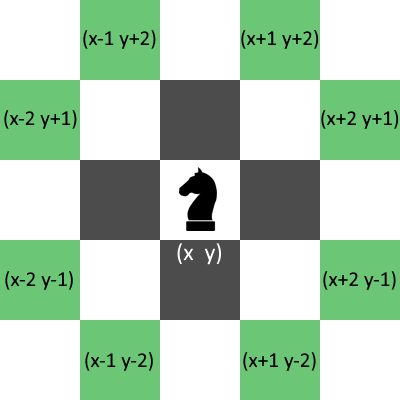 (x-1 y+2) (x+1 y+2)
(x-2 y+1) (x+2 y+1)
(x y)
(x-2 y-1) (x+2 y-1)
(x-1 y-2) (x+1 y-2)